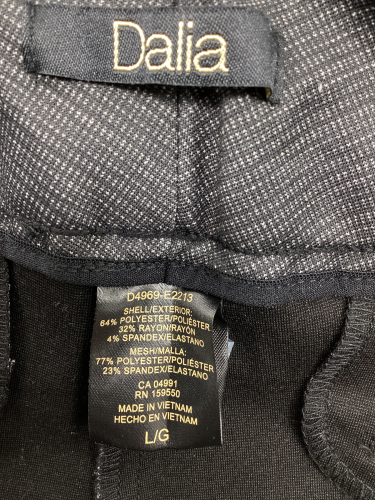 Dalia
D4969-E2213
SHELL/EXTERIOR:
64% POLYESTER/POLIÉSTER
32% RAYON/RAYÓN
4% SPANDEX/ELASTANO
MESH/MALLA:
77% POLYESTER/POLIÉSTER
23% SPANDEX/ELASTANO
CA 04991
RN 159550
MADE IN VIETNAM
HECHO EN VIETNAM
L/G